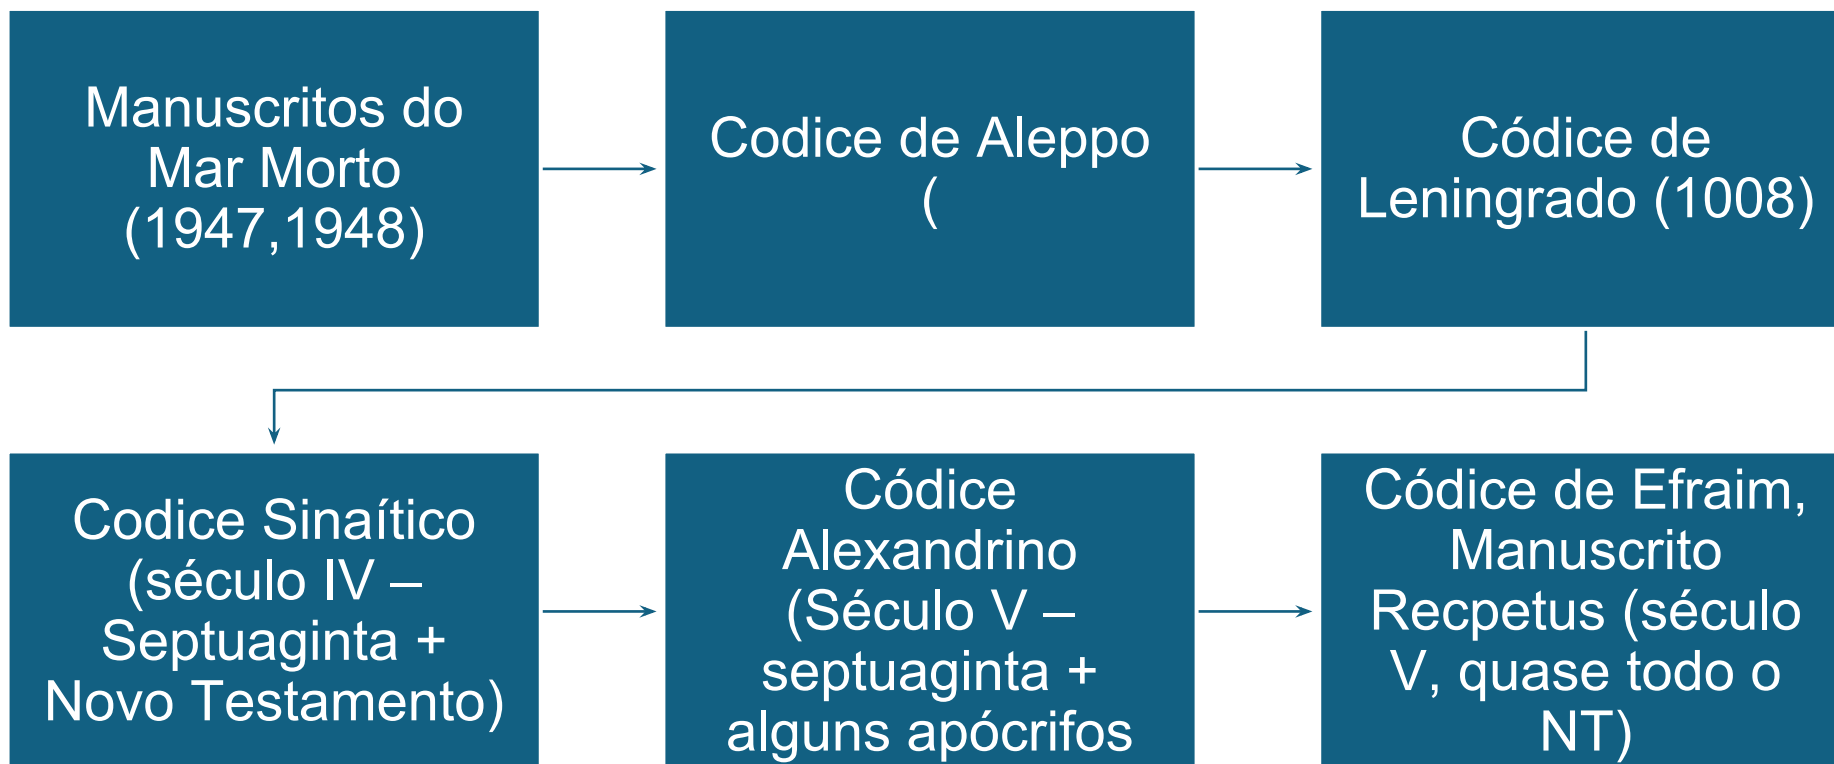 Manuscritos do
Mar Morto
(1947,1948)
Codice de Aleppo
(
Códice de
Leningrado (1008)
Codice Sinaítico
(século IV –
Septuaginta +
Novo Testamento)
Códice
Alexandrino
(Século V –
septuaginta +
alguns apócrifos
Códice de Efraim,
Manuscrito
Recpetus (século
V, quase todo o
NT)